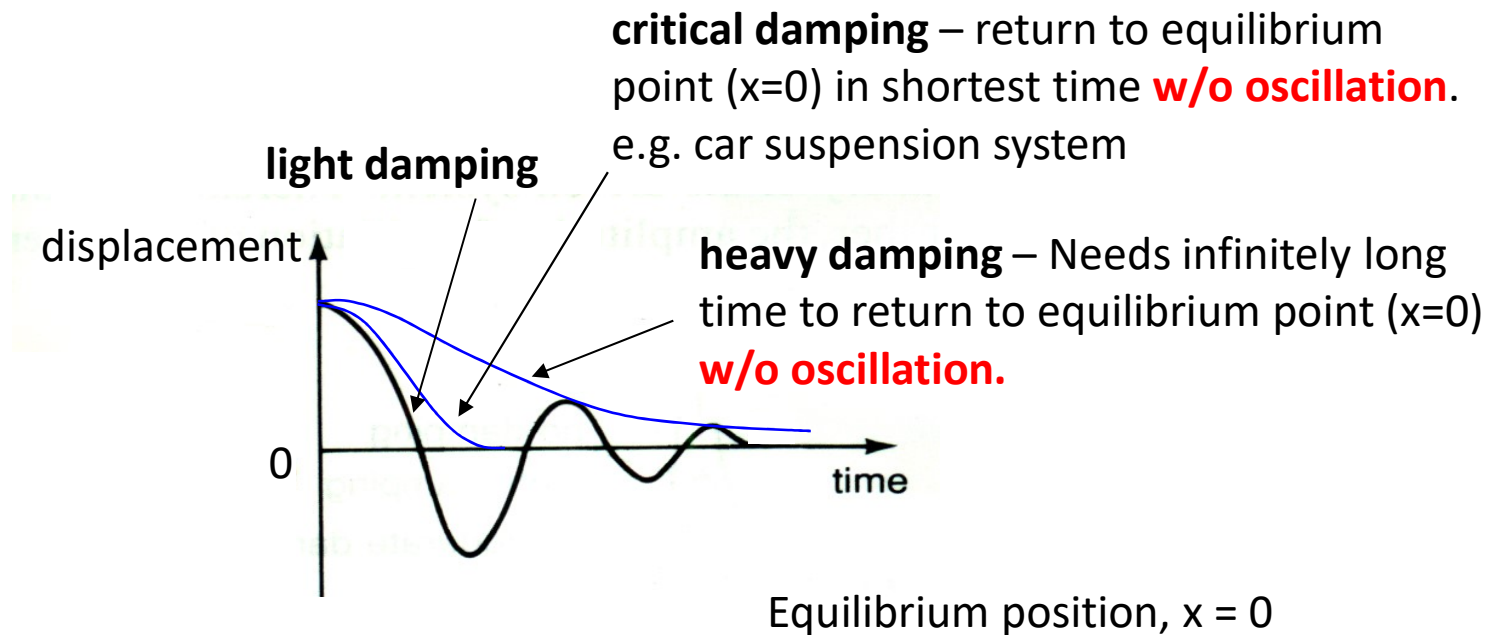 critical damping – return to equilibrium
point (x=0) in shortest time w/o oscillation.
e.g. car suspension system
light damping
displacement
heavy damping – Needs infinitely long
time to return to equilibrium point (x=0)
w/o oscillation.
0
time
Equilibrium position, x = 0